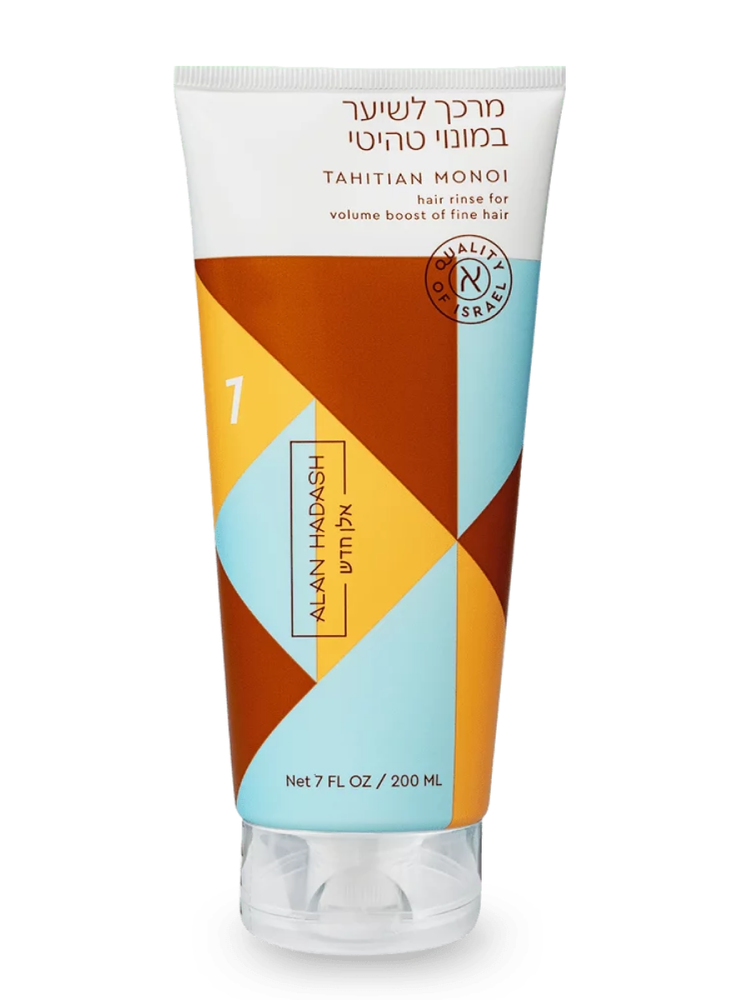 מרכך לשיער
במונוי טהיטי
TAHITIAN MONOI
hair rinse for
volume boost of fine hair
QUALITY OF ISRAEL
א
1
ALAN HADASH
אלן חדש
Net 7 FL OZ / 200 ML